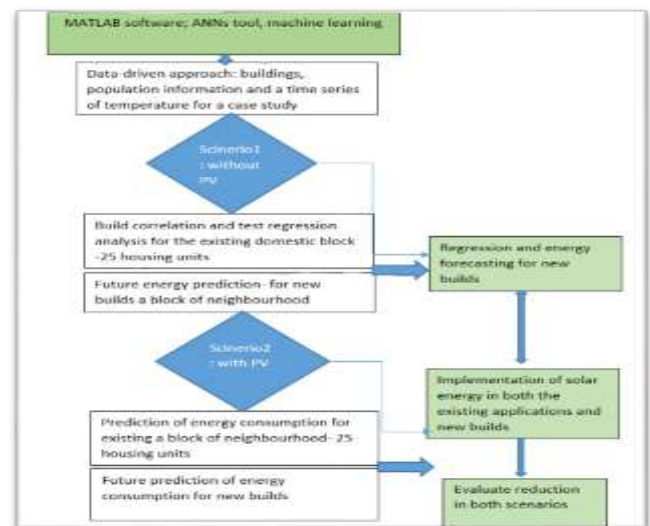 MATLAB software; ANNs tool, machine learning
Data-driven approach: buildings,
population information and a time series
of temperature for a case study
Scinerio1
: without
PV
Build correlation and test regression
analysis for the existing domestic block
-25 housing units
Regression and energy
forecasting for new
builds
Future energy prediction- for new
builds a block of neighbourhood
Scinerio2
: with PV
Implementation of solar
energy in both the
existing applications and
new builds
Prediction of energy consumption for
existing a block of neighbourhood- 25
housing units
Future prediction of energy
consumption for new builds
Evaluate reduction
in both scenarios